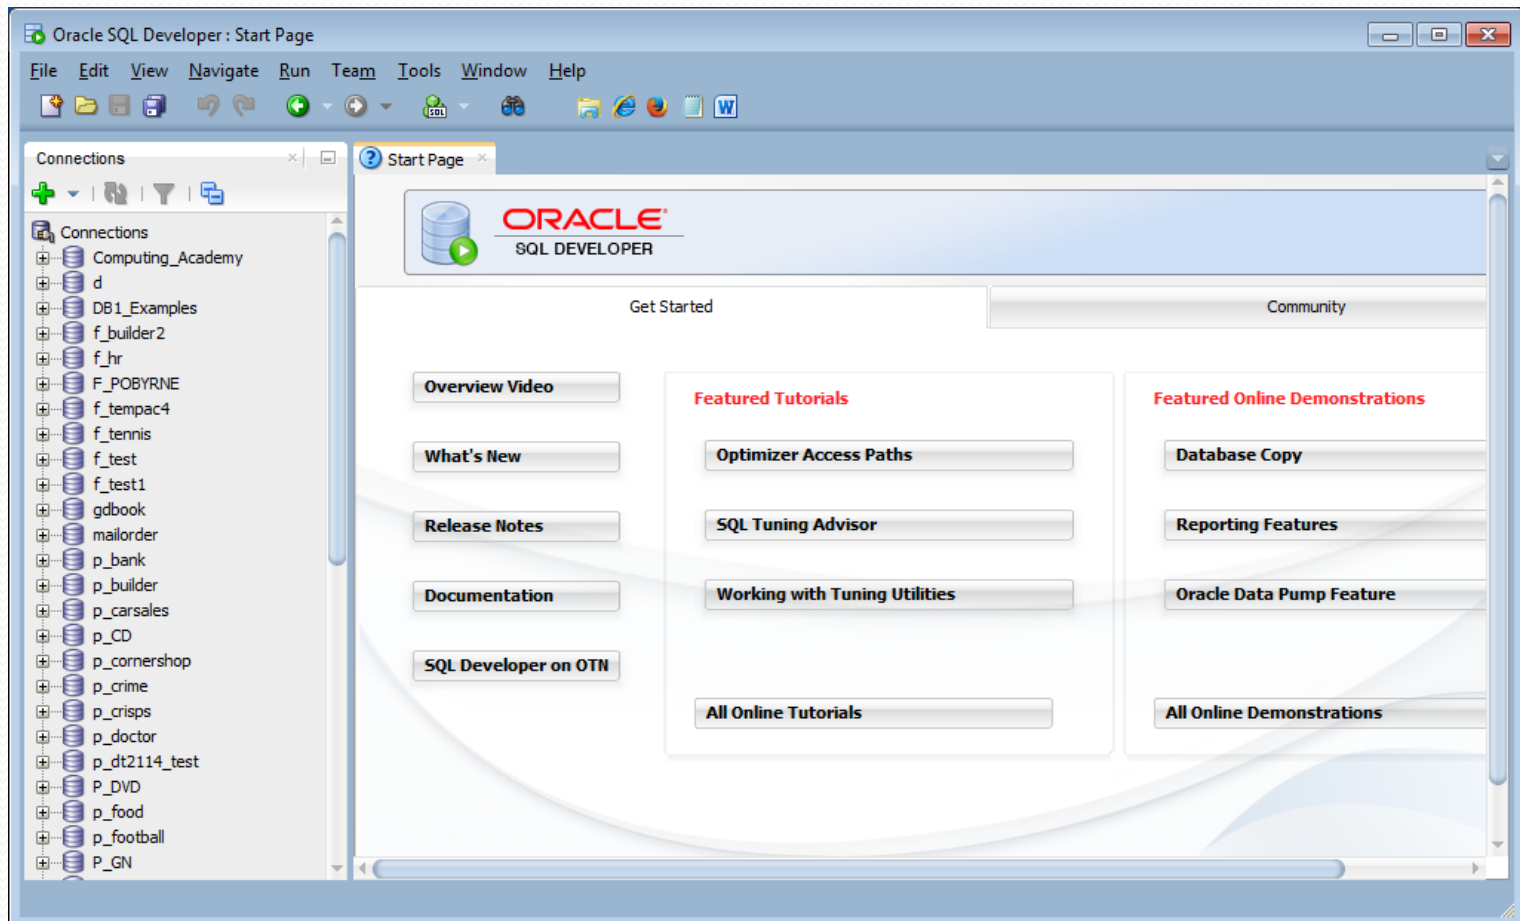 Oracle SQL Developer : Start Page
File Edit View Navigate Run Team Tools Window Help
SQL
W
Connections
Start Page
Connections
Computing_Academy
d
DB1_Examples
f_builder2
f_hr
F_POBYRNE
f_tempac4
f_tennis
f_test
f_test1
gdbook
mailorder
p_bank
p_builder
p_carsales
p_CD
p_cornershop
p_crime
p_crisps
p_doctor
p_dt2114_test
P_DVD
p_food
p_football
P_GN
ORACLE
SQL DEVELOPER
Get Started
Community
Overview Video
What's New
Release Notes
Documentation
SQL Developer on OTN
Featured Tutorials
Optimizer Access Paths
SQL Tuning Advisor
Working with Tuning Utilities
All Online Tutorials
Featured Online Demonstrations
Database Copy
Reporting Features
Oracle Data Pump Feature
All Online Demonstrations